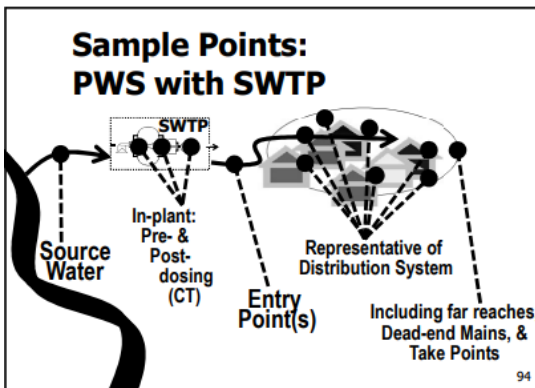 Sample Points:
PWS with SWTP
SWTP
In-plant:
Pre- &
Post-
dosing
(CT)
Source
Water
Entry
Point(s)
Representative of
Distribution System
Including far reaches
Dead-end Mains, &
Take Points
94